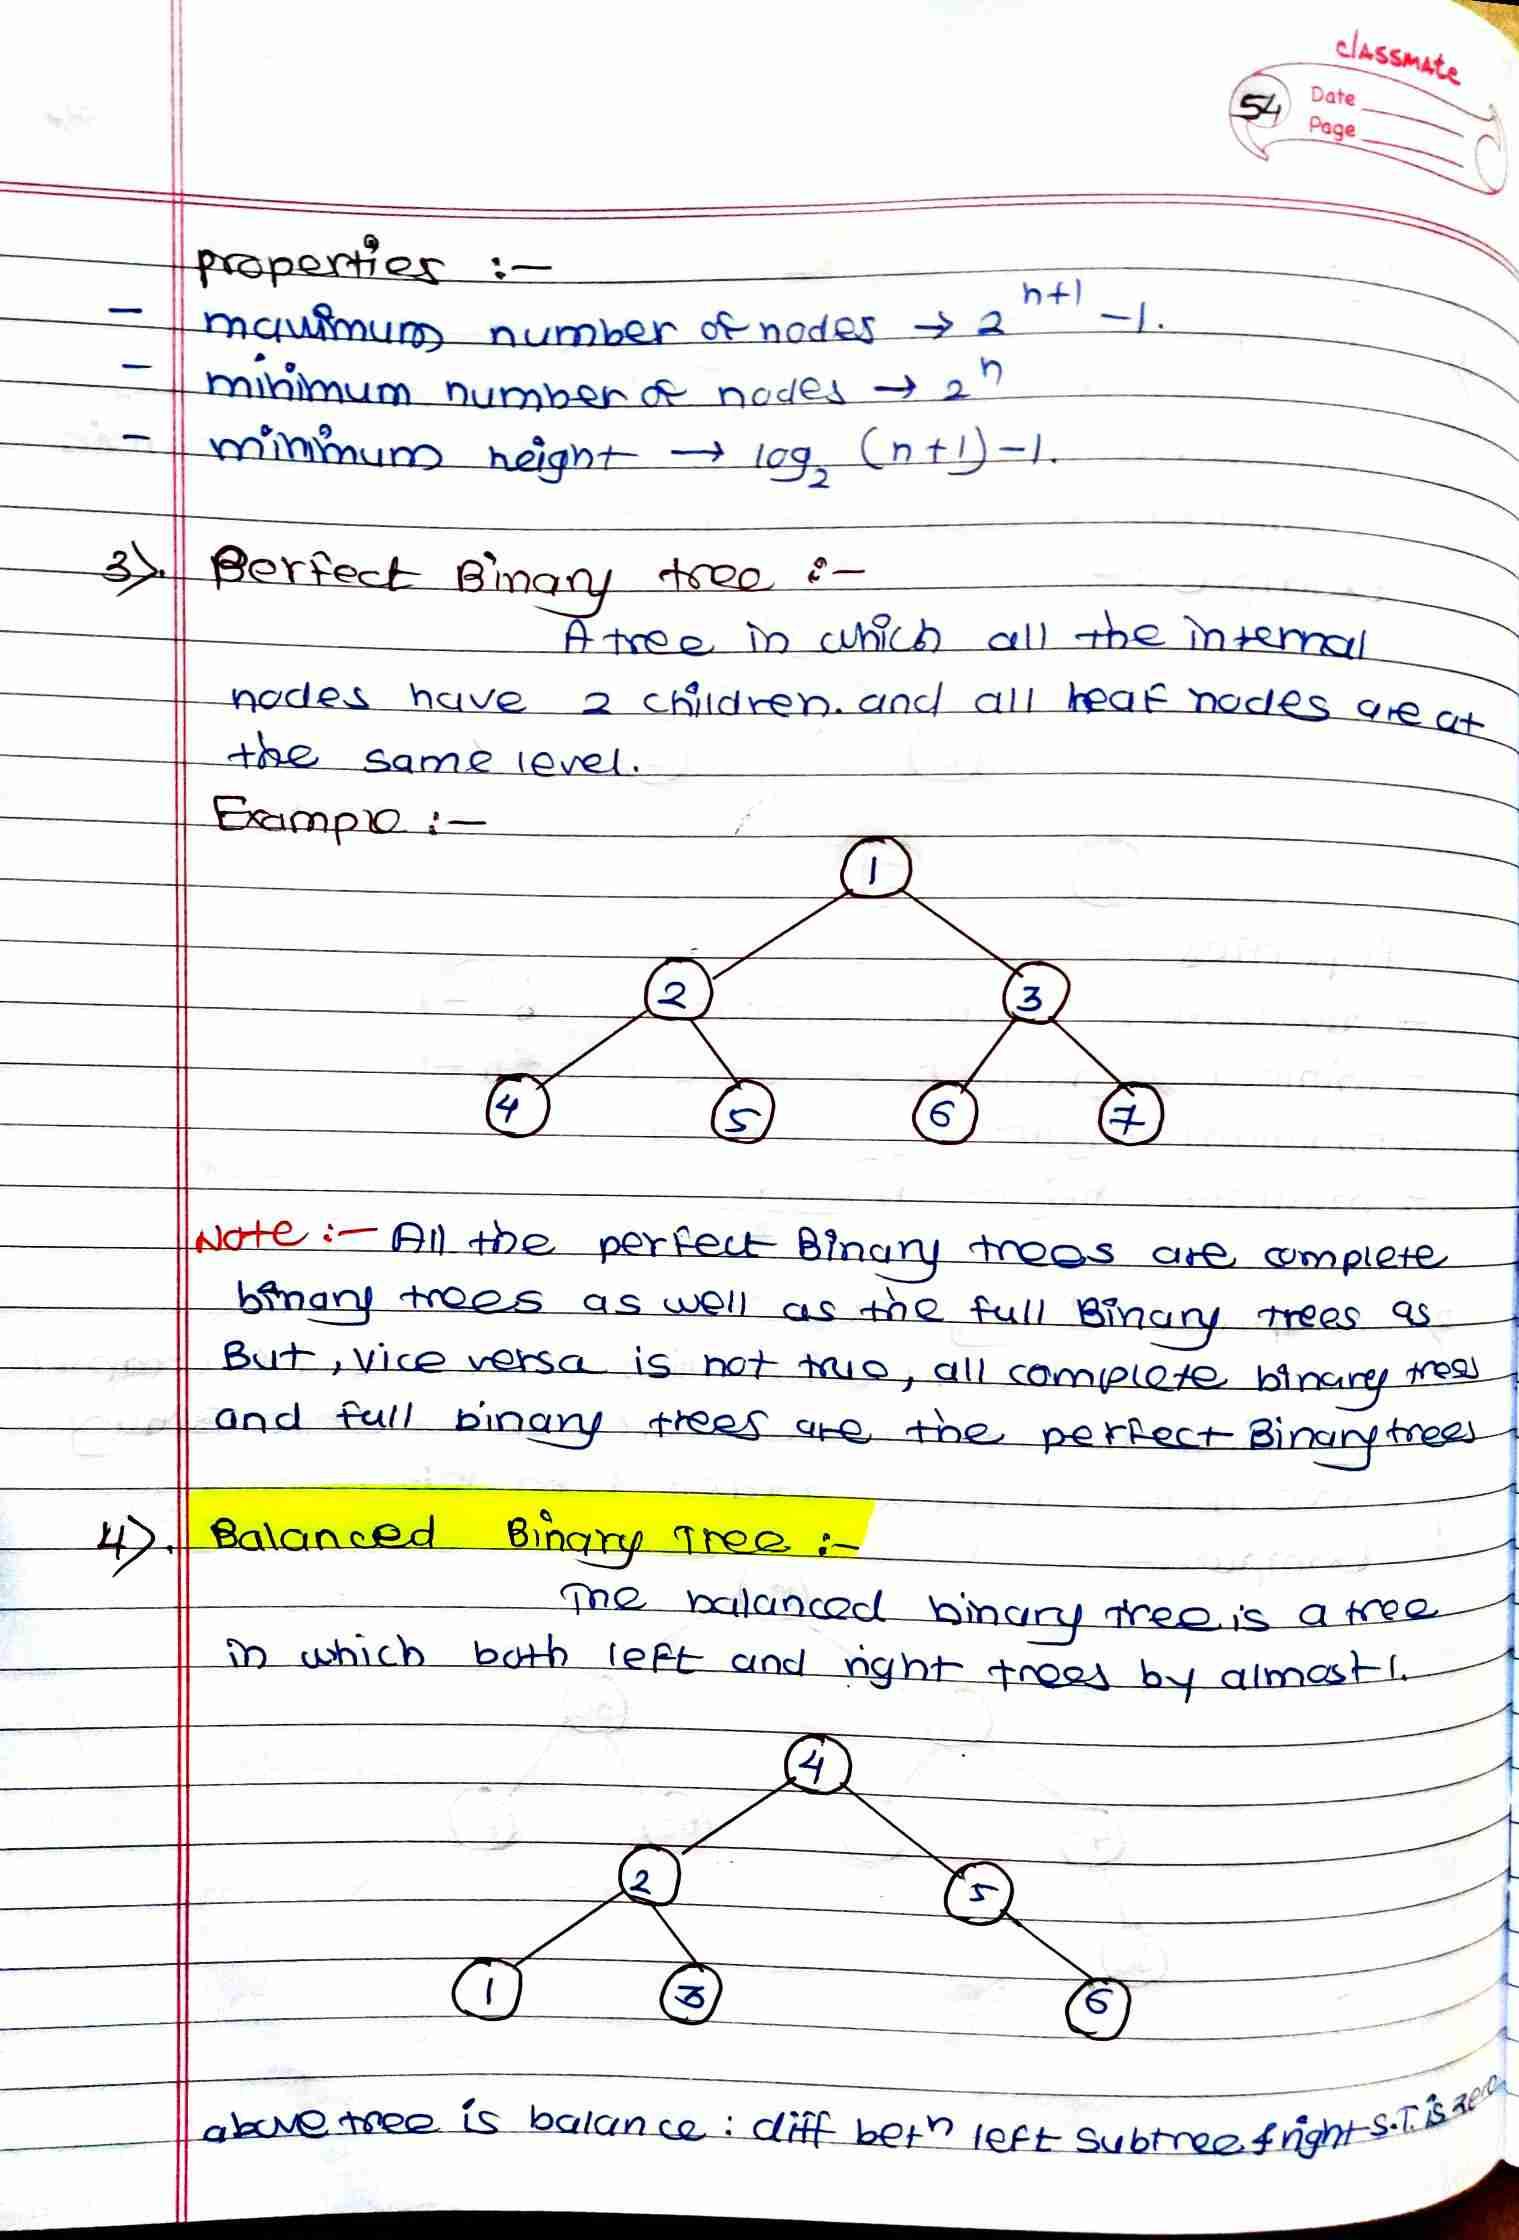 classmate
54 Date
Page
properties :-
- maximum number of nodes → 2^(n+1) -1.
- minimum number of nodes → 2^n
- minimum height → log₂ (n+1)-1.
3). Perfect Binary tree :-
A tree in which all the internal
nodes have 2 children. and all leaf nodes are at
the same level.
Example :-
1
2 3
4 5 6 7
Note :- All the perfect Binary trees are complete
binary trees as well as the full Binary trees as
But, vice versa is not true, all complete binary trees
and full binary trees are the perfect Binary trees
4). Balanced Binary Tree :-
The balanced binary tree is a tree
in which both left and right trees by almost 1.
4
2 5
1 3 6
above tree is balance : diff betn left subtree & right S.T. is zero